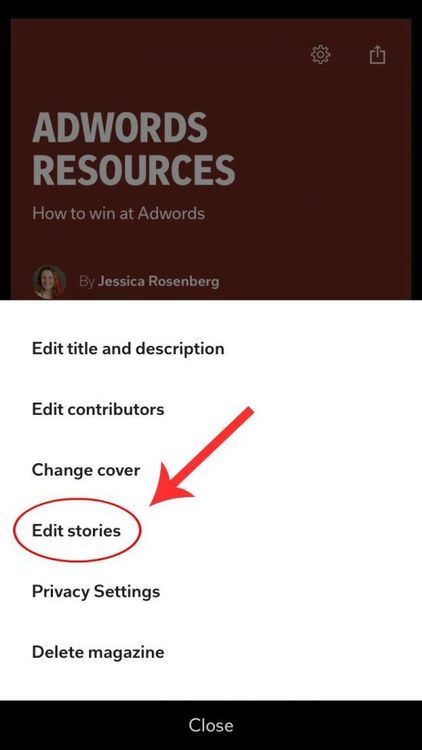 ADWORDS
RESOURCES
How to win at Adwords
By Jessica Rosenberg
Edit title and description
Edit contributors
Change cover
Edit stories
Privacy Settings
Delete magazine
Close